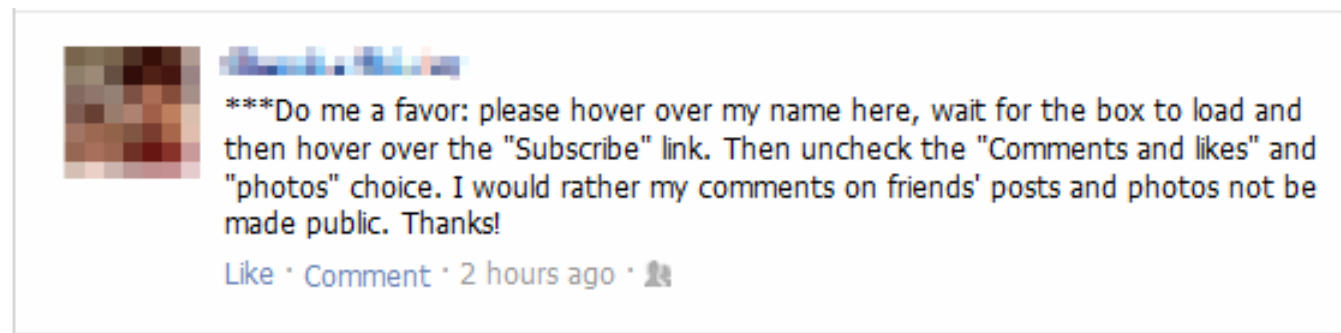 ***Do me a favor: please hover over my name here, wait for the box to load and
then hover over the "Subscribe" link. Then uncheck the "Comments and likes" and
"photos" choice. I would rather my comments on friends' posts and photos not be
made public. Thanks!
Like · Comment · 2 hours ago ·